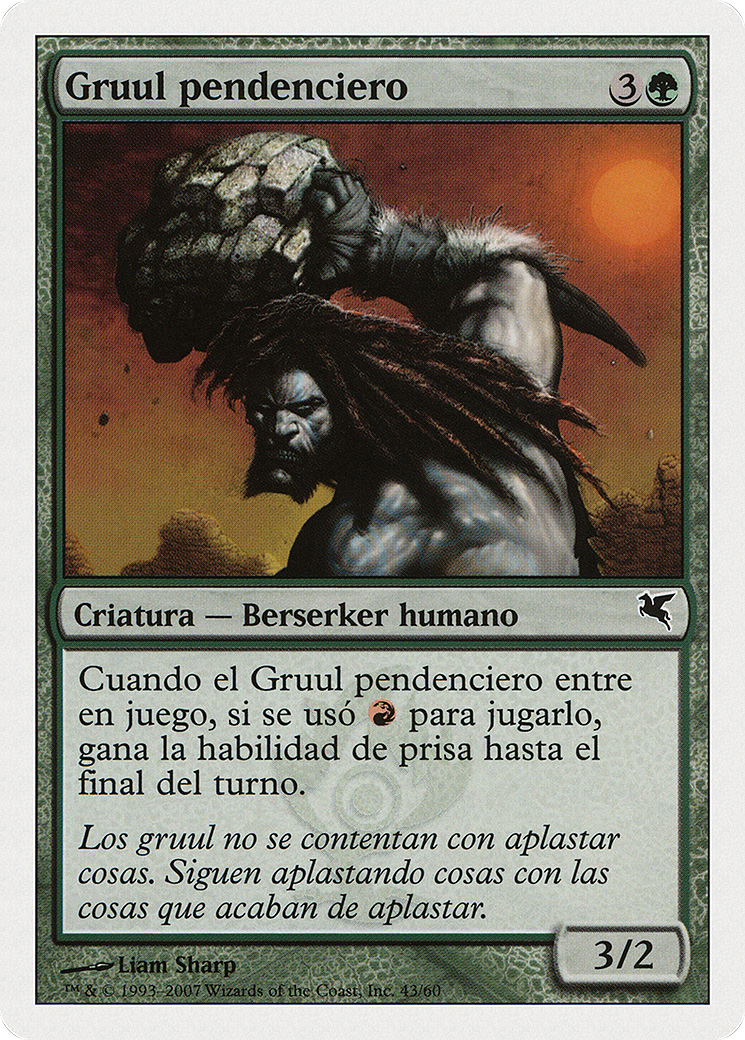 Gruul pendenciero 3
Criatura — Berserker humano
Cuando el Gruul pendenciero entre
en juego, si se usó para jugarlo,
gana la habilidad de prisa hasta el
final del turno.
Los gruul no se contentan con aplastar
cosas. Siguen aplastando cosas con las
cosas que acaban de aplastar.
3/2
Liam Sharp
™ & © 1993–2007 Wizards of the Coast, Inc. 43/60